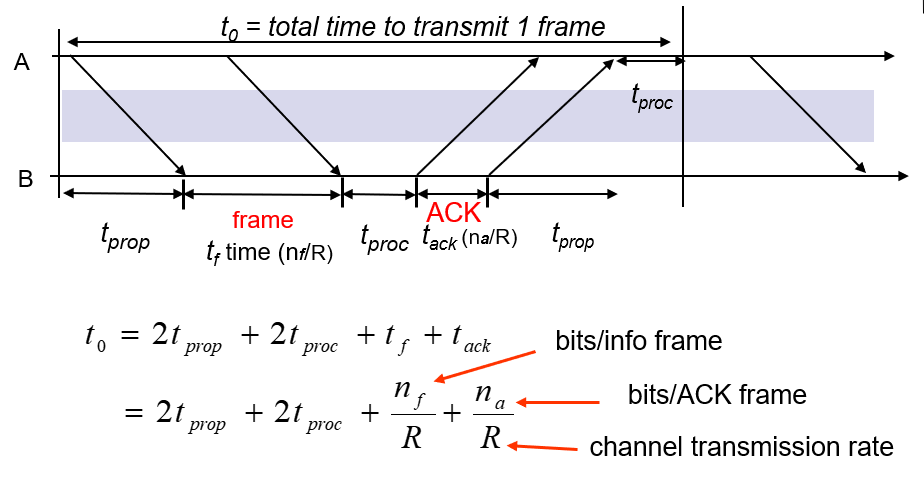 t0 = total time to transmit 1 frame
A
tproc
B
tprop
frame
tf time (nf/R)
tproc
ACK
tack (na/R)
tprop
t0 = 2tprop + 2tproc + tf + tack
bits/info frame
= 2tprop + 2tproc + nf/R + na/R
bits/ACK frame
channel transmission rate